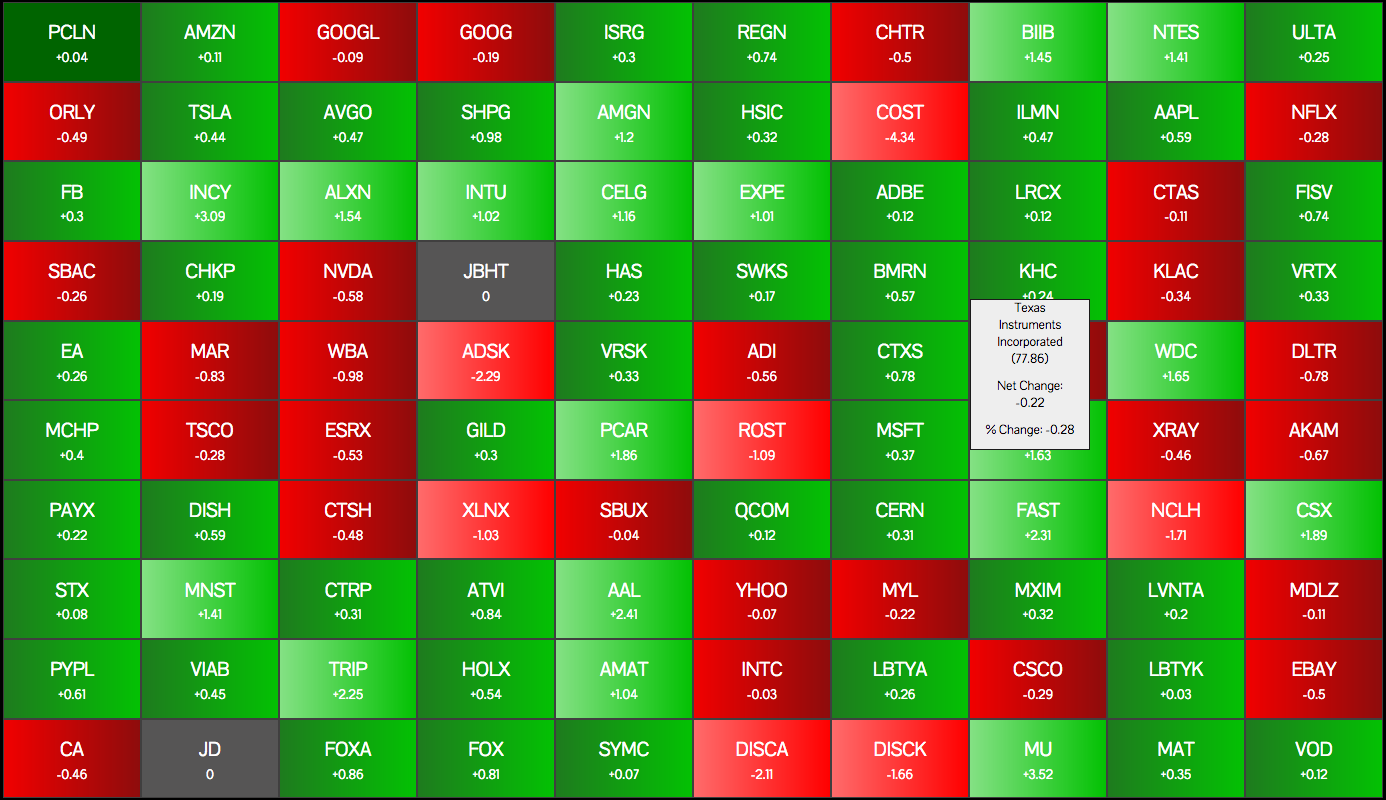 PCLN AMZN GOOGL GOOG ISRG REGN CHTR BIIB NTES ULTA
+0.04 +0.11 -0.09 -0.19 +0.3 +0.74 -0.5 +1.45 +1.41 +0.25
ORLY TSLA AVGO SHPG AMGN HSIC COST ILMN AAPL NFLX
-0.49 +0.44 +0.47 +0.98 +1.2 +0.32 -4.34 +0.47 +0.59 -0.28
FB INCY ALXN INTU CELG EXPE ADBE LRCX CTAS FISV
+0.3 +3.09 +1.54 +1.02 +1.16 +1.01 +0.12 +0.12 -0.11 +0.74
SBAC CHKP NVDA JBHT HAS SWKS BMRN KHC KLAC VRTX
-0.26 +0.19 -0.58 0 +0.23 +0.17 +0.57 +0.24 -0.34 +0.33
EA MAR WBA ADSK VRSK ADI CTXS WDC DLTR
+0.26 -0.83 -0.98 -2.29 +0.33 -0.56 +0.78 +1.65 -0.78
Texas
Instruments
Incorporated
(77.86)
Net Change:
-0.22
% Change: -0.28
MCHP TSCO ESRX GILD PCAR ROST MSFT XRAY AKAM
+0.4 -0.28 -0.53 +0.3 +1.86 -1.09 +0.37 +1.63 -0.46 -0.67
PAYX DISH CTSH XLNX SBUX QCOM CERN FAST NCLH CSX
+0.22 +0.59 -0.48 -1.03 -0.04 +0.12 +0.31 +2.31 -1.71 +1.89
STX MNST CTRP ATVI AAL YHOO MYL MXIM LVNTA MDLZ
+0.08 +1.41 +0.31 +0.84 +2.41 -0.07 -0.22 +0.32 +0.2 -0.11
PYPL VIAB TRIP HOLX AMAT INTC LBTYA CSCO LBTYK EBAY
+0.61 +0.45 +2.25 +0.54 +1.04 -0.03 +0.26 -0.29 +0.03 -0.5
CA JD FOXA FOX SYMC DISCA DISCK MU MAT VOD
-0.46 0 +0.86 +0.81 +0.07 -2.11 -1.66 +3.52 +0.35 +0.12